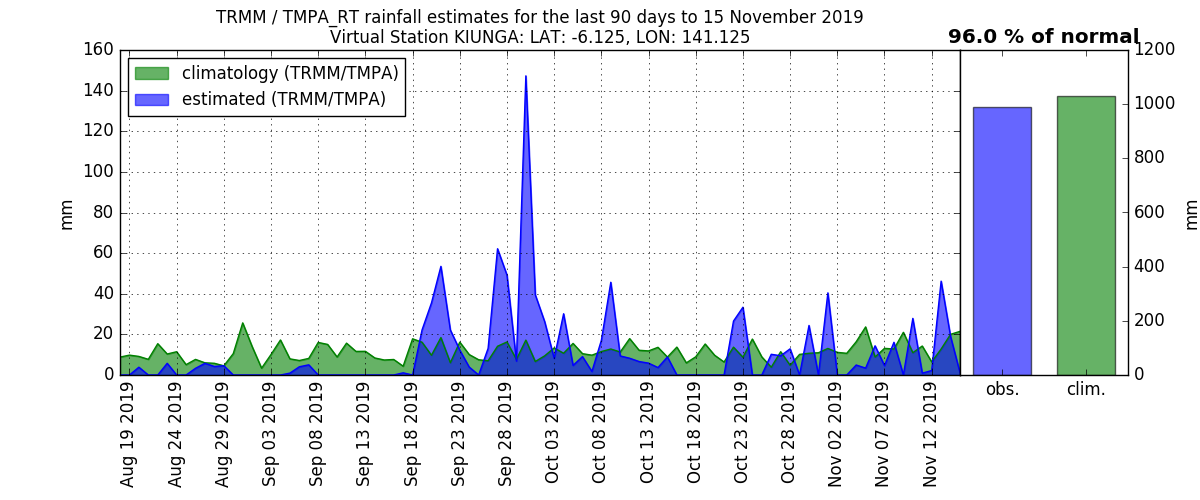 TRMM / TMPA_RT rainfall estimates for the last 90 days to 15 November 2019
Virtual Station KIUNGA: LAT: -6.125, LON: 141.125
96.0 % of normal
climatology (TRMM/TMPA)
estimated (TRMM/TMPA)
160
140
120
100
80
60
40
20
0
mm
1200
1000
800
600
400
200
0
mm
Aug 19 2019
Aug 24 2019
Aug 29 2019
Sep 03 2019
Sep 08 2019
Sep 13 2019
Sep 18 2019
Sep 23 2019
Sep 28 2019
Oct 03 2019
Oct 08 2019
Oct 13 2019
Oct 18 2019
Oct 23 2019
Oct 28 2019
Nov 02 2019
Nov 07 2019
Nov 12 2019
obs.
clim.